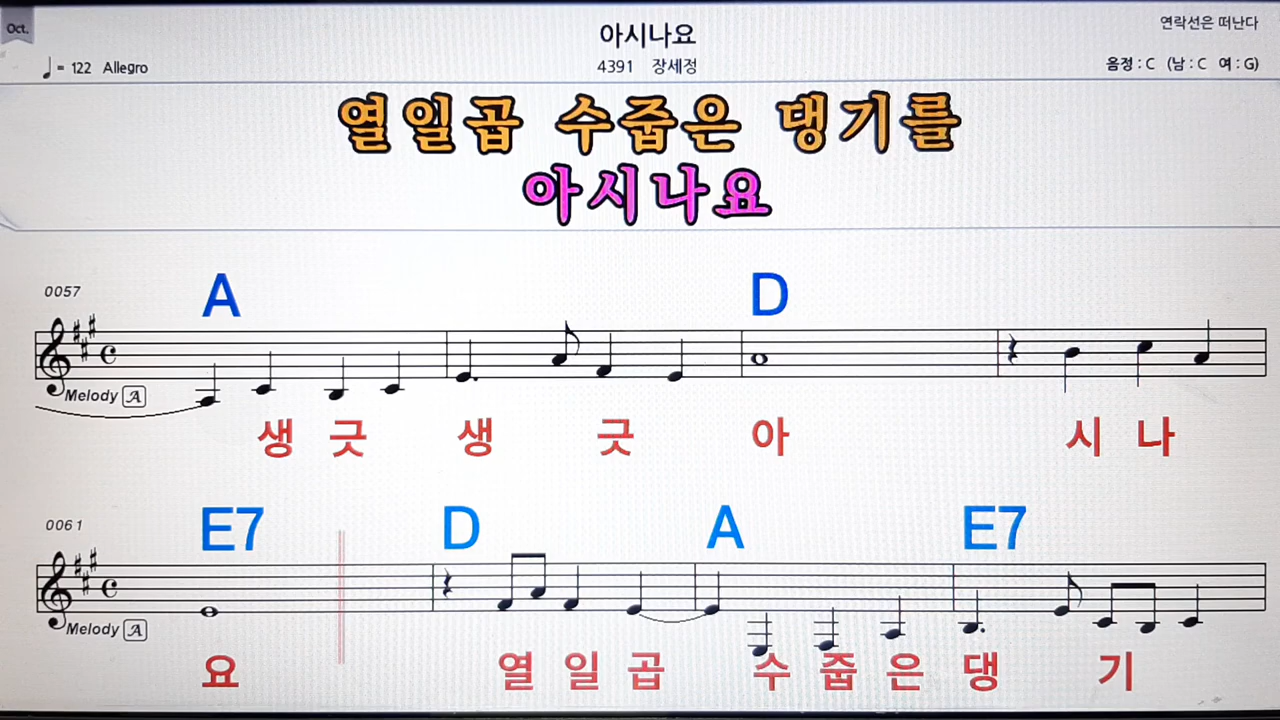 Oct.
아시나요
연락선은 떠난다
♩ = 122 Allegro
4391 장세정
음정 : C (남 : C 여 : G)
열일곱 수줍은 댕기를
아시나요
0057
A D
Melody A
생 긋 생 긋 아 시 나
0061
E7 D A E7
Melody A
요 열 일 곱 수 줍 은 댕 기